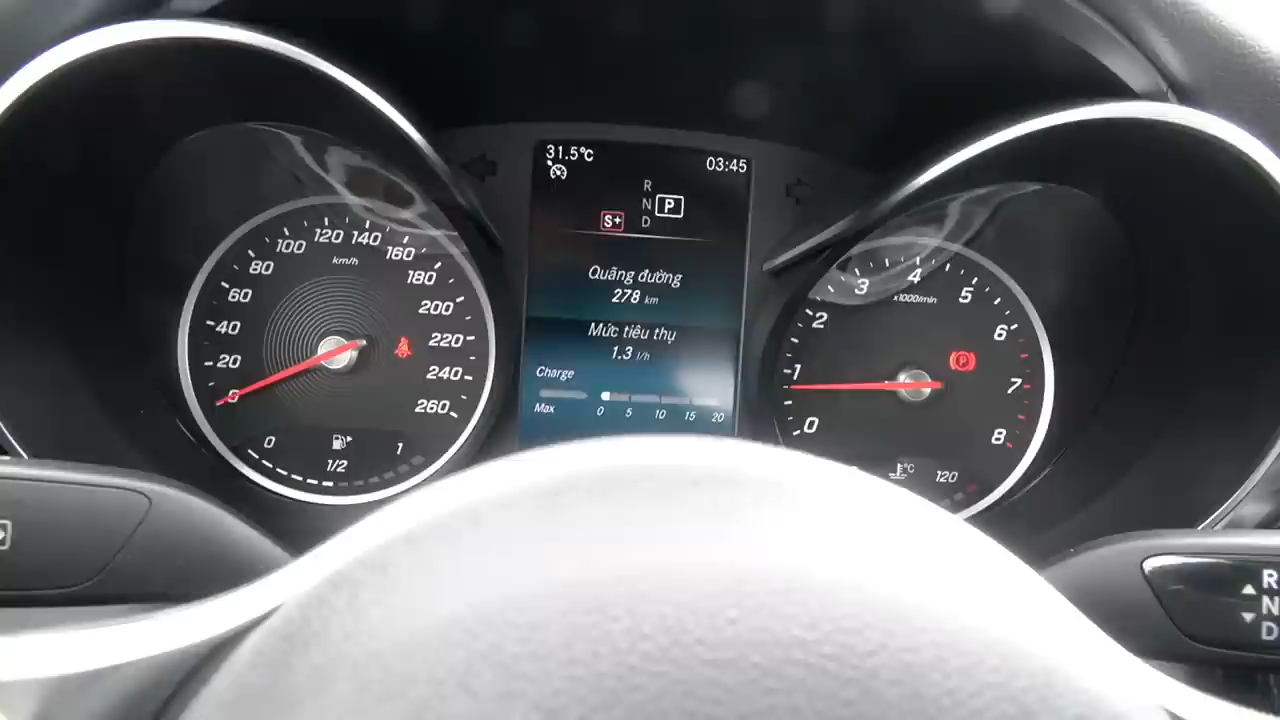 31.5°C
03:45
R
N
D
P
S+
Quãng đường
278 km
Mức tiêu thụ
1.3 l/h
Charge
Max
0 5 10 15 20
0
20
40
60
80
100
120
140
160
180
200
220
240
260
km/h
0
1/2
1
0
1
2
3
4
5
6
7
8
x1000/min
P
°C
120
R
N
D